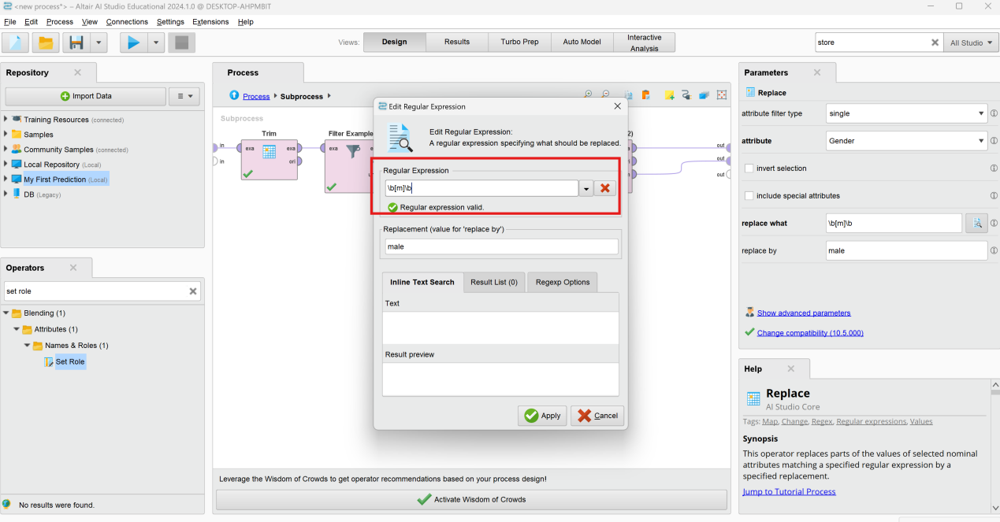 <new process*> – Altair AI Studio Educational 2024.1.0 @ DESKTOP-AHPMBIT
File Edit Process View Connections Settings Extensions Help
Views: Design Results Turbo Prep Auto Model Interactive Analysis
store All Studio
Repository
Import Data
Training Resources (connected)
Samples
Community Samples (connected)
Local Repository (Local)
My First Prediction (Local)
DB (Legacy)
Operators
set role
Blending (1)
Attributes (1)
Names & Roles (1)
Set Role
No results were found.
Process
Process Subprocess
Subprocess
in
in
Trim
exa exa
ori
Filter Example
exa
2)
out
out
out
Edit Regular Expression
Edit Regular Expression:
A regular expression specifying what should be replaced.
Regular Expression
\b[m]\b
Regular expression valid.
Replacement (value for 'replace by')
male
Inline Text Search Result List (0) Regexp Options
Text
Result preview
Apply Cancel
Leverage the Wisdom of Crowds to get operator recommendations based on your process design!
Activate Wisdom of Crowds
Parameters
Replace
attribute filter type single
attribute Gender
invert selection
include special attributes
replace what \b[m]\b
replace by male
Show advanced parameters
Change compatibility (10.5.000)
Help
Replace
AI Studio Core
Tags: Map, Change, Regex, Regular expressions, Values
Synopsis
This operator replaces parts of the values of selected nominal
attributes matching a specified regular expression by a
specified replacement.
Jump to Tutorial Process